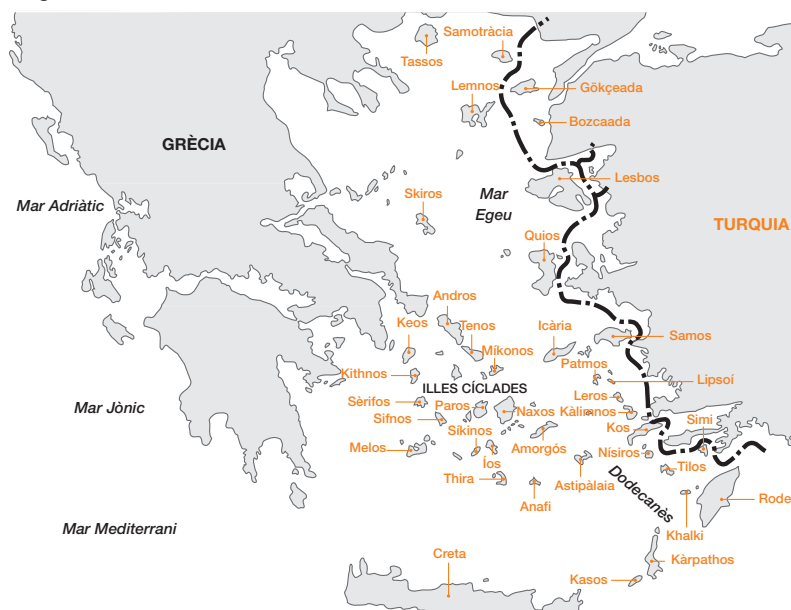 Samotràcia
Tassos
Lemnos
Gökçeada
Bozcaada
GRÈCIA
Lesbos
Mar Adriàtic
Skiros
Mar
Egeu
TURQUIA
Quios
Andros
Keos
Tenos
Icària
Samos
Míkonos
Patmos
Kithnos
ILLES CÍCLADES
Lipsoí
Leros
Mar Jònic
Sèrifos
Paros
Naxos
Kàlimnos
Sifnos
Síkinos
Kos
Simi
Melos
Amorgós
Nísiros
Íos
Tilos
Thira
Astipàlaia
Dodecanès
Anafi
Rodes
Mar Mediterrani
Khalki
Creta
Kàrpathos
Kasos